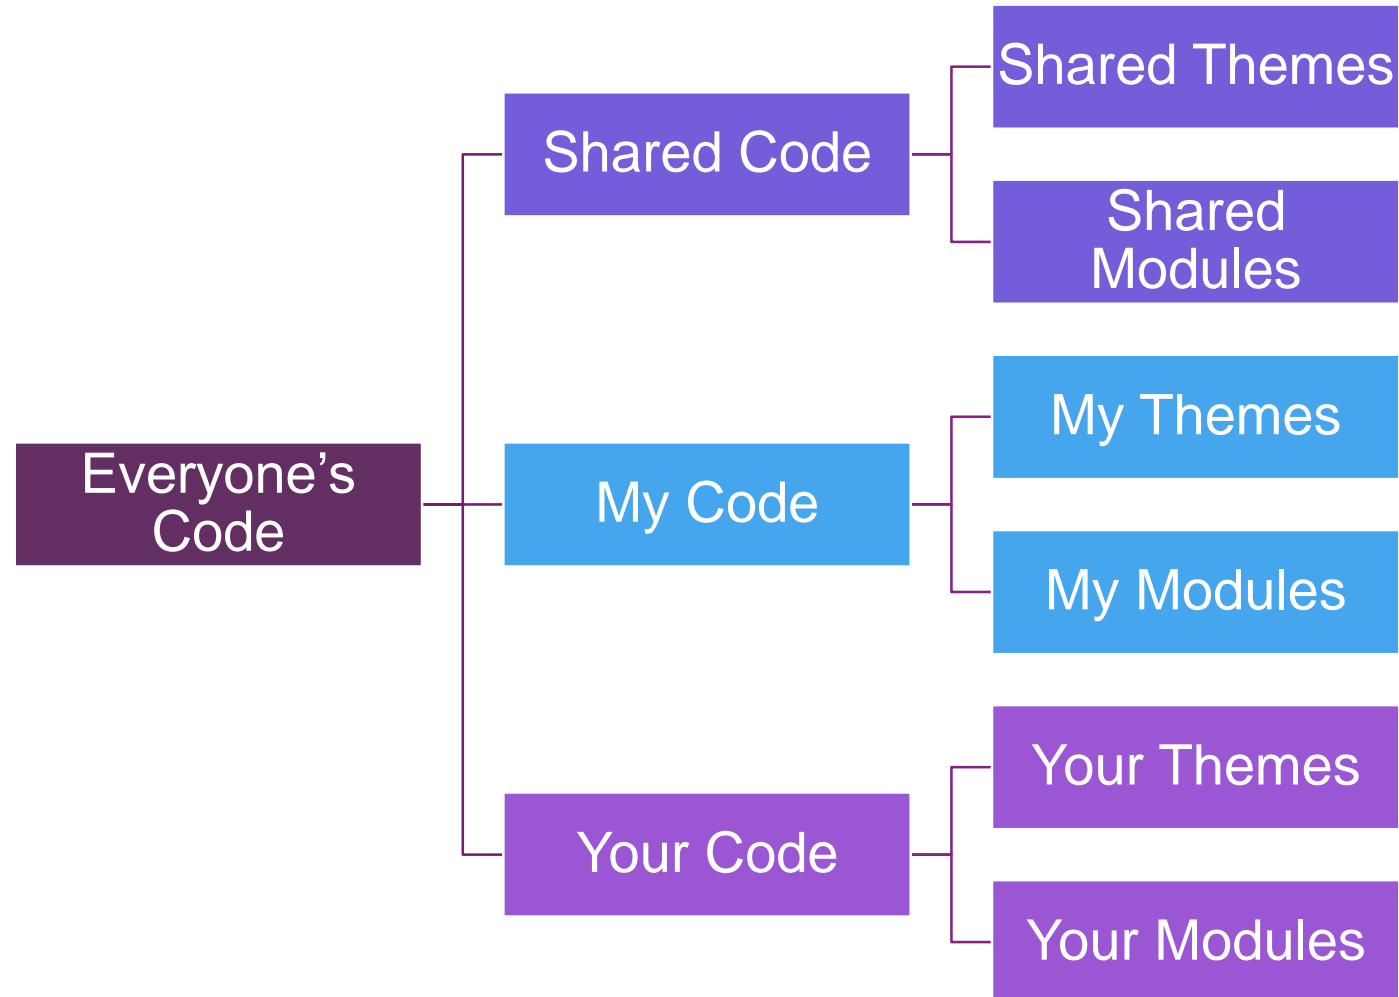 Shared Themes
Shared Code
Shared
Modules
My Themes
Everyone’s
Code
My Code
My Modules
Your Themes
Your Code
Your Modules